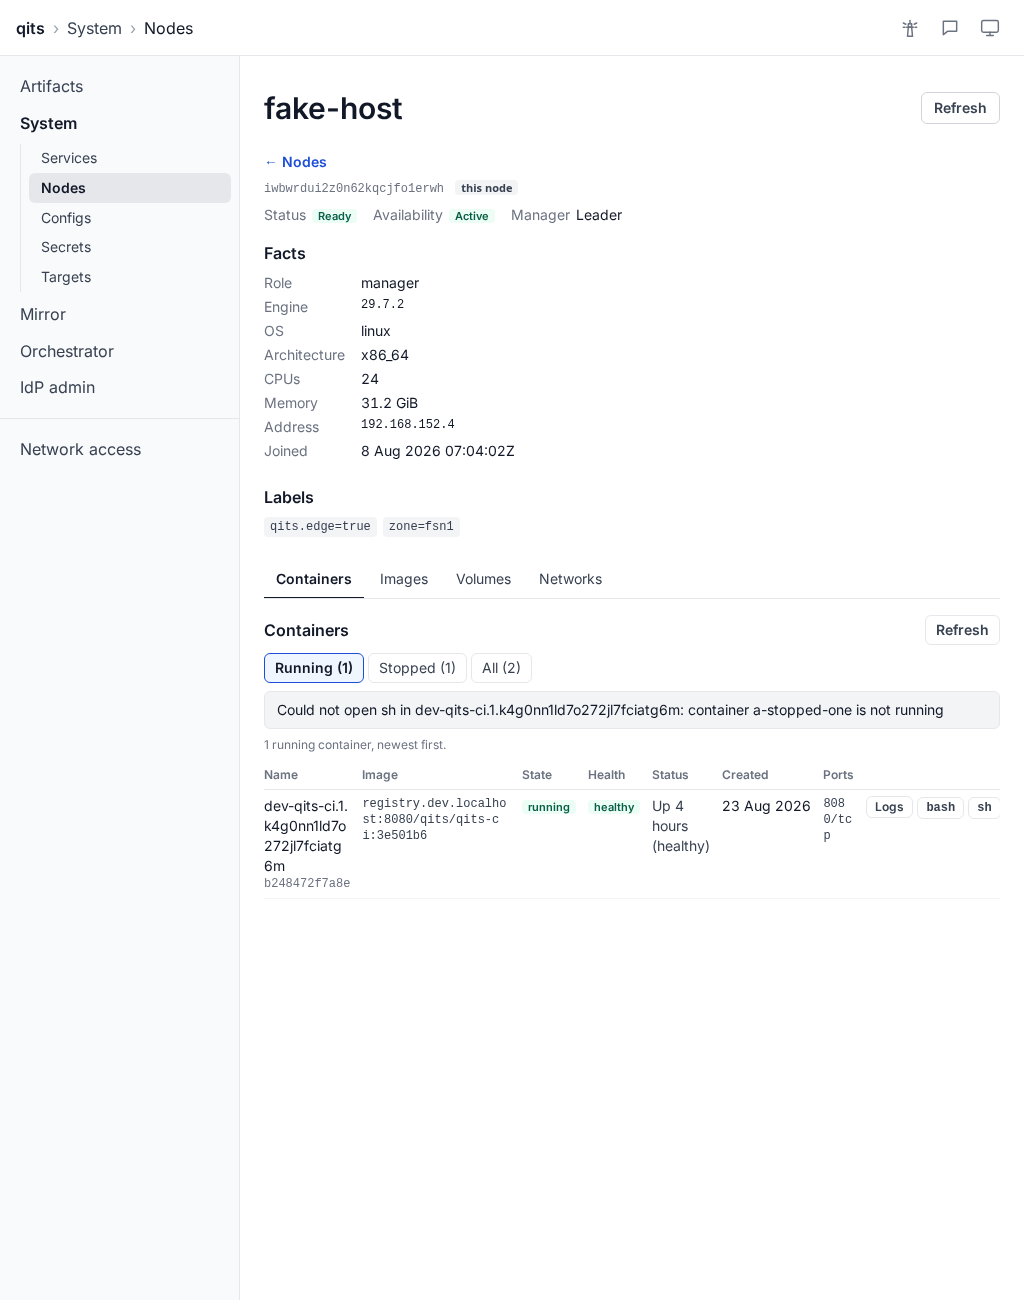 qits › System › Nodes
Artifacts
System
Services
Nodes
Configs
Secrets
Targets
Mirror
Orchestrator
IdP admin
Network access
fake-host
Refresh
← Nodes
iwbwrdui2z0n62kqcjfo1erwh this node
Status Ready Availability Active Manager Leader
Facts
Role manager
Engine 29.7.2
OS linux
Architecture x86_64
CPUs 24
Memory 31.2 GiB
Address 192.168.152.4
Joined 8 Aug 2026 07:04:02Z
Labels
qits.edge=true zone=fsn1
Containers Images Volumes Networks
Containers
Refresh
Running (1) Stopped (1) All (2)
Could not open sh in dev-qits-ci.1.k4g0nn1ld7o272jl7fciatg6m: container a-stopped-one is not running
1 running container, newest first.
Name Image State Health Status Created Ports
dev-qits-ci.1.
k4g0nn1ld7o
272jl7fciatg
6m
b248472f7a8e
registry.dev.localho
st:8080/qits/qits-c
i:3e501b6
running
healthy
Up 4
hours
(healthy)
23 Aug 2026
808
0/tc
p
Logs bash sh